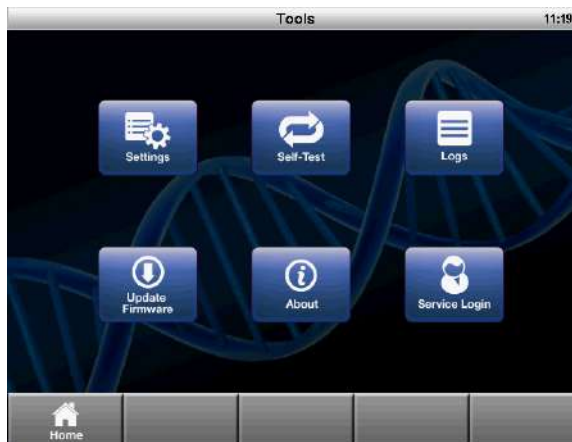 Tools
11:19
Settings
Self-Test
Logs
Update
Firmware
About
Service Login
Home